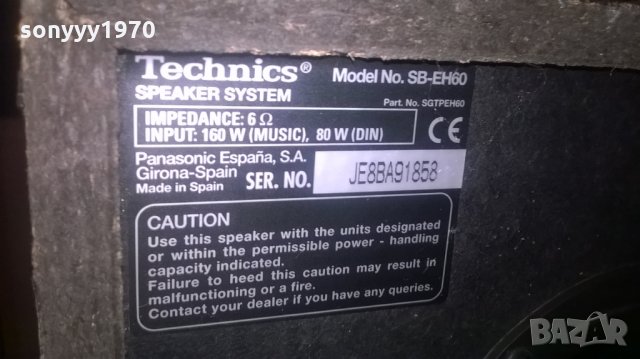 sonyyy1970
Technics® Model No. SB-EH60
SPEAKER SYSTEM Part. No. SGTPEH60
IMPEDANCE: 6 Ω
INPUT: 160 W (MUSIC), 80 W (DIN)
CE
Panasonic España, S.A.
Girona-Spain
Made in Spain
SER. NO. JE8BA91858
CAUTION
Use this speaker with the units designated
or within the permissible power - handling
capacity indicated.
Failure to heed this caution may result in
malfunctioning or a fire.
Contact your dealer if you have any queries.
BAZAR
bg